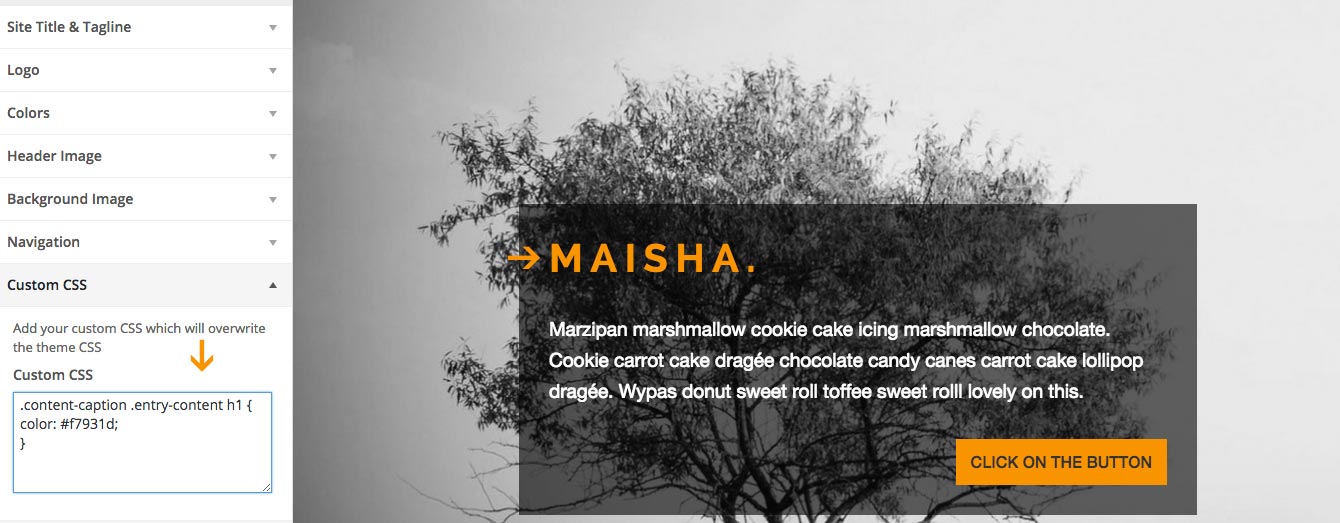 Site Title & Tagline
Logo
Colors
Header Image
Background Image
Navigation
Custom CSS
Add your custom CSS which will overwrite
the theme CSS
Custom CSS
.content-caption .entry-content h1 {
color: #f7931d;
}
MAISHA.
Marzipan marshmallow cookie cake icing marshmallow chocolate.
Cookie carrot cake dragée chocolate candy canes carrot cake lollipop
dragée. Wypas donut sweet roll toffee sweet rolll lovely on this.
CLICK ON THE BUTTON